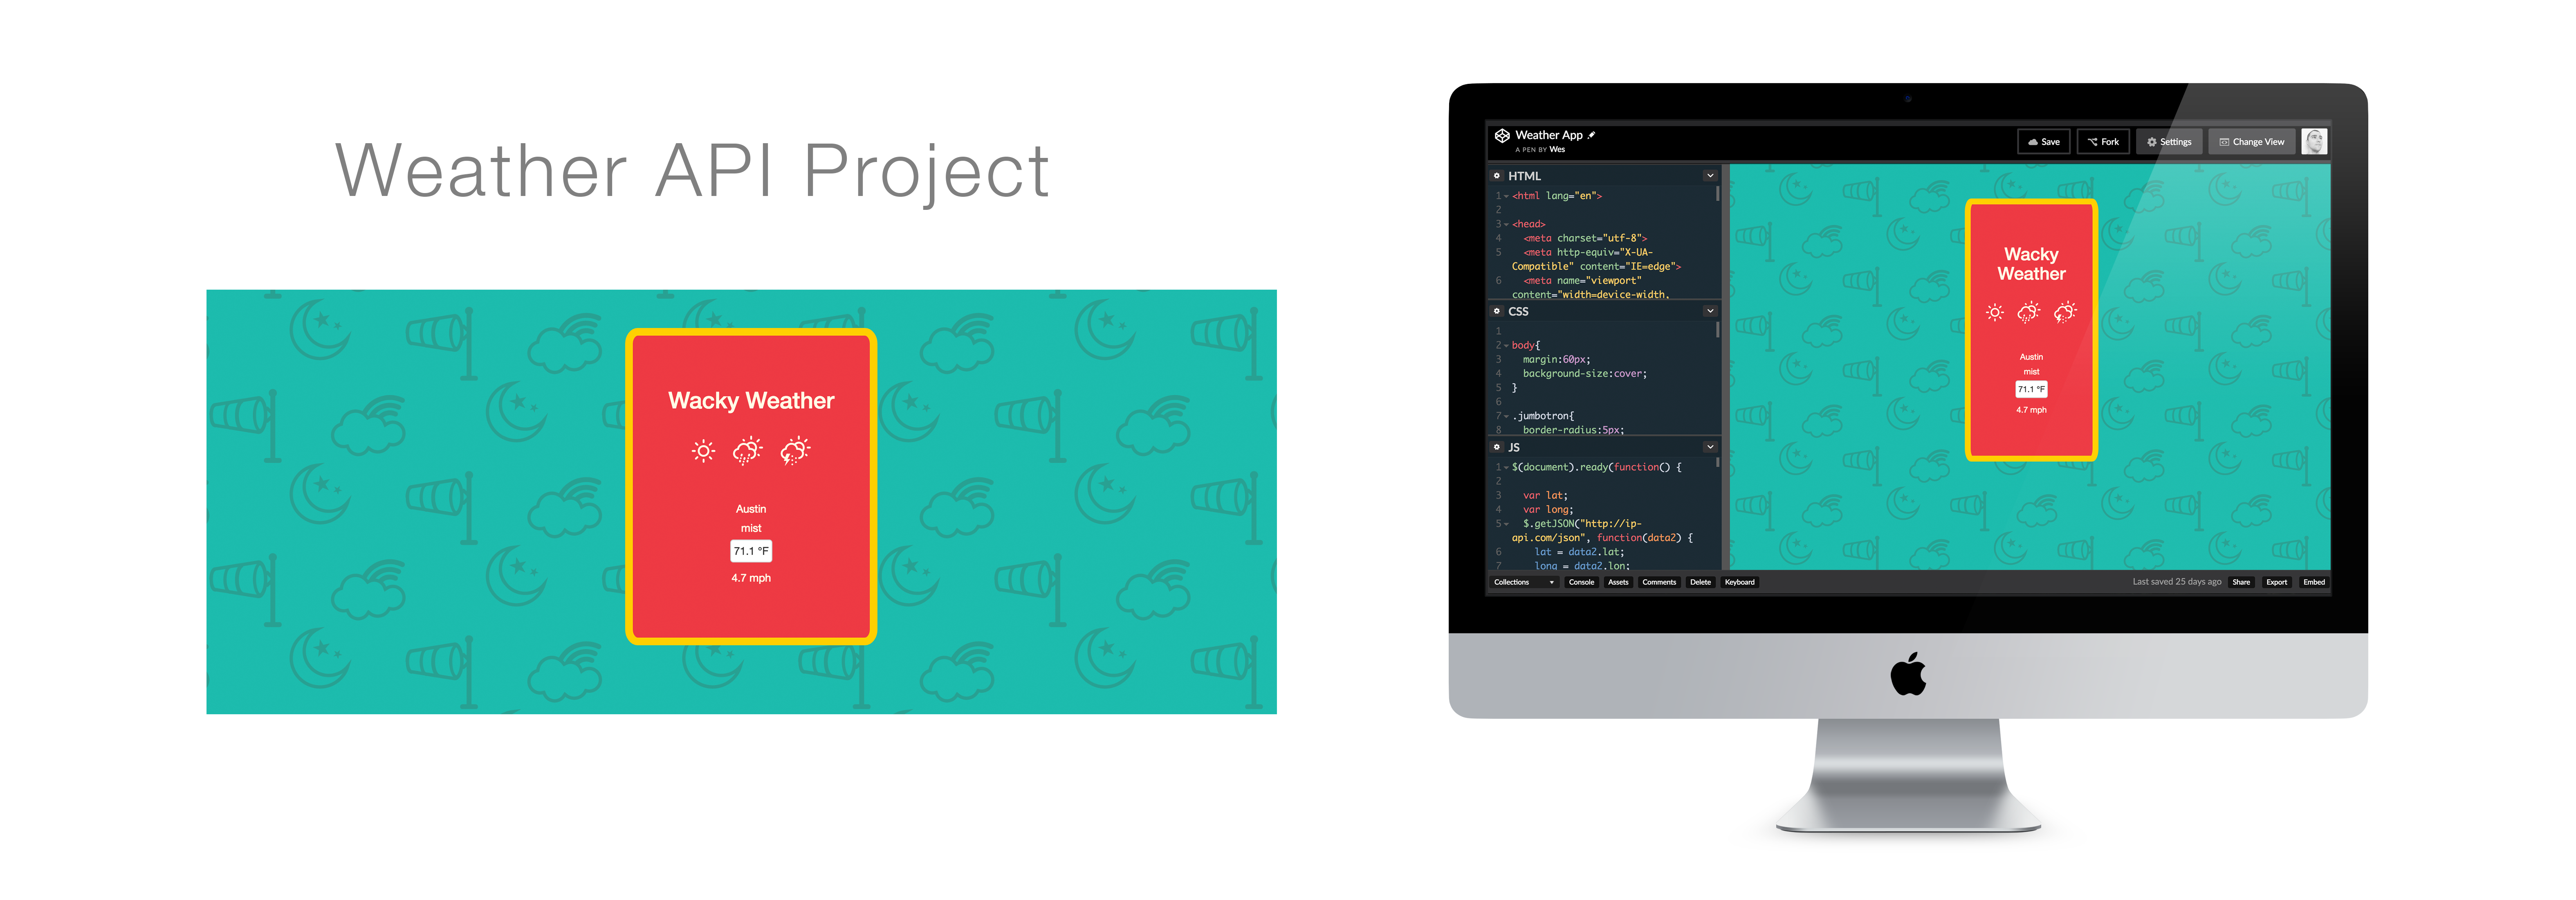 Weather API Project
Wacky Weather
Austin
mist
71.1 °F
4.7 mph
Weather App
A PEN BY Wes
Save
Fork
Settings
Change View
HTML
1 <html lang="en">
2
3 <head>
4 <meta charset="utf-8">
5 <meta http-equiv="X-UA-
Compatible" content="IE=edge">
6 <meta name="viewport"
content="width=device-width,
CSS
1
2 body{
3 margin:60px;
4 background-size:cover;
5 }
6
7 .jumbotron{
8 border-radius:5px;
JS
1 $(document).ready(function() {
2
3 var lat;
4 var long;
5 $.getJSON("http://ip-
api.com/json", function(data2) {
6 lat = data2.lat;
7 long = data2.lon;
Wacky
Weather
Austin
mist
71.1 °F
4.7 mph
Collections
Console
Assets
Comments
Delete
Keyboard
Last saved 25 days ago
Share
Export
Embed